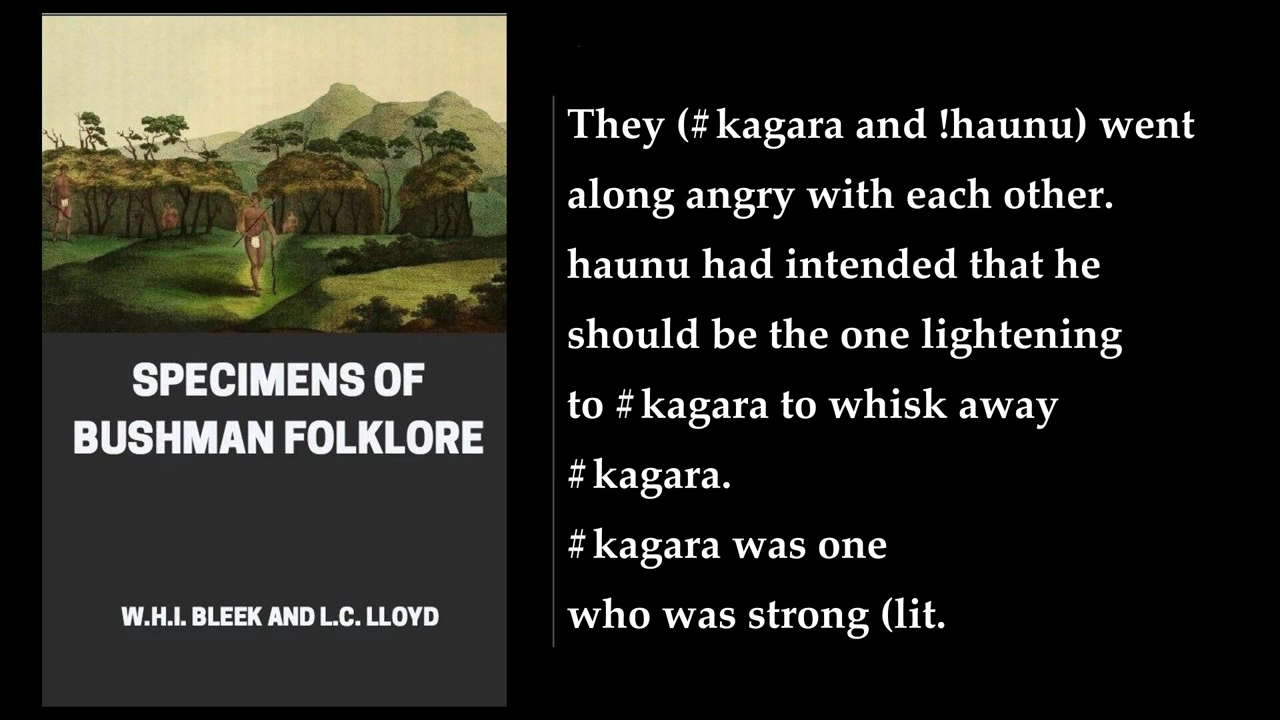 SPECIMENS OF
BUSHMAN FOLKLORE
W.H.I. BLEEK AND L.C. LLOYD
They (#kagara and !haunu) went
along angry with each other.
haunu had intended that he
should be the one lightening
to #kagara to whisk away
#kagara.
#kagara was one
who was strong (lit.